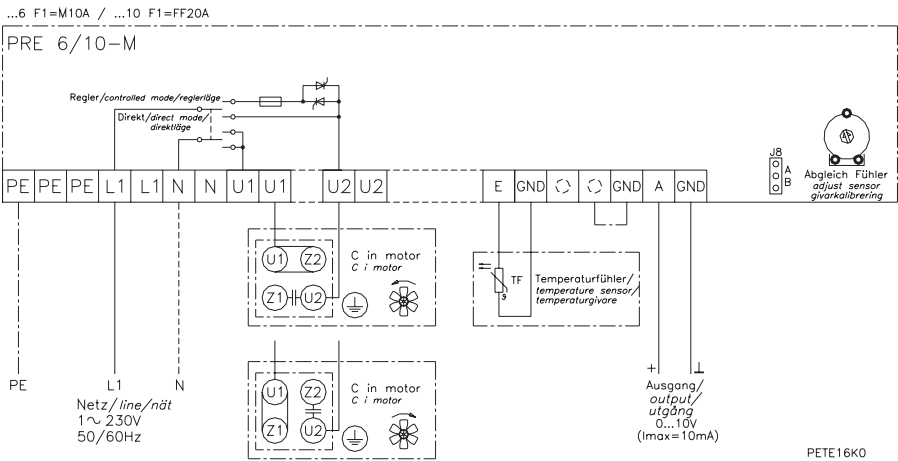 ...6 F1=M10A / ...10 F1=FF20A
PRE 6/10-M
Regler/controlled mode/reglerläge
Direkt/direct mode/
direktläge
J8
A
B
Abgleich Fühler
adjust sensor
givarkalibrering
PE PE PE L1 L1 N N U1 U1 U2 U2 E GND GND A GND
U1 Z2
Z1 U2
C in motor
C i motor
TF
ϑ
Temperaturfühler/
temperature sensor/
temperaturgivare
U1 Z2
Z1 U2
C in motor
C i motor
PE
L1
N
Netz/line/nät
1~ 230V
50/60Hz
+ ⊥
Ausgang/
output/
utgång
0...10V
(Imax=10mA)
PETE16K0